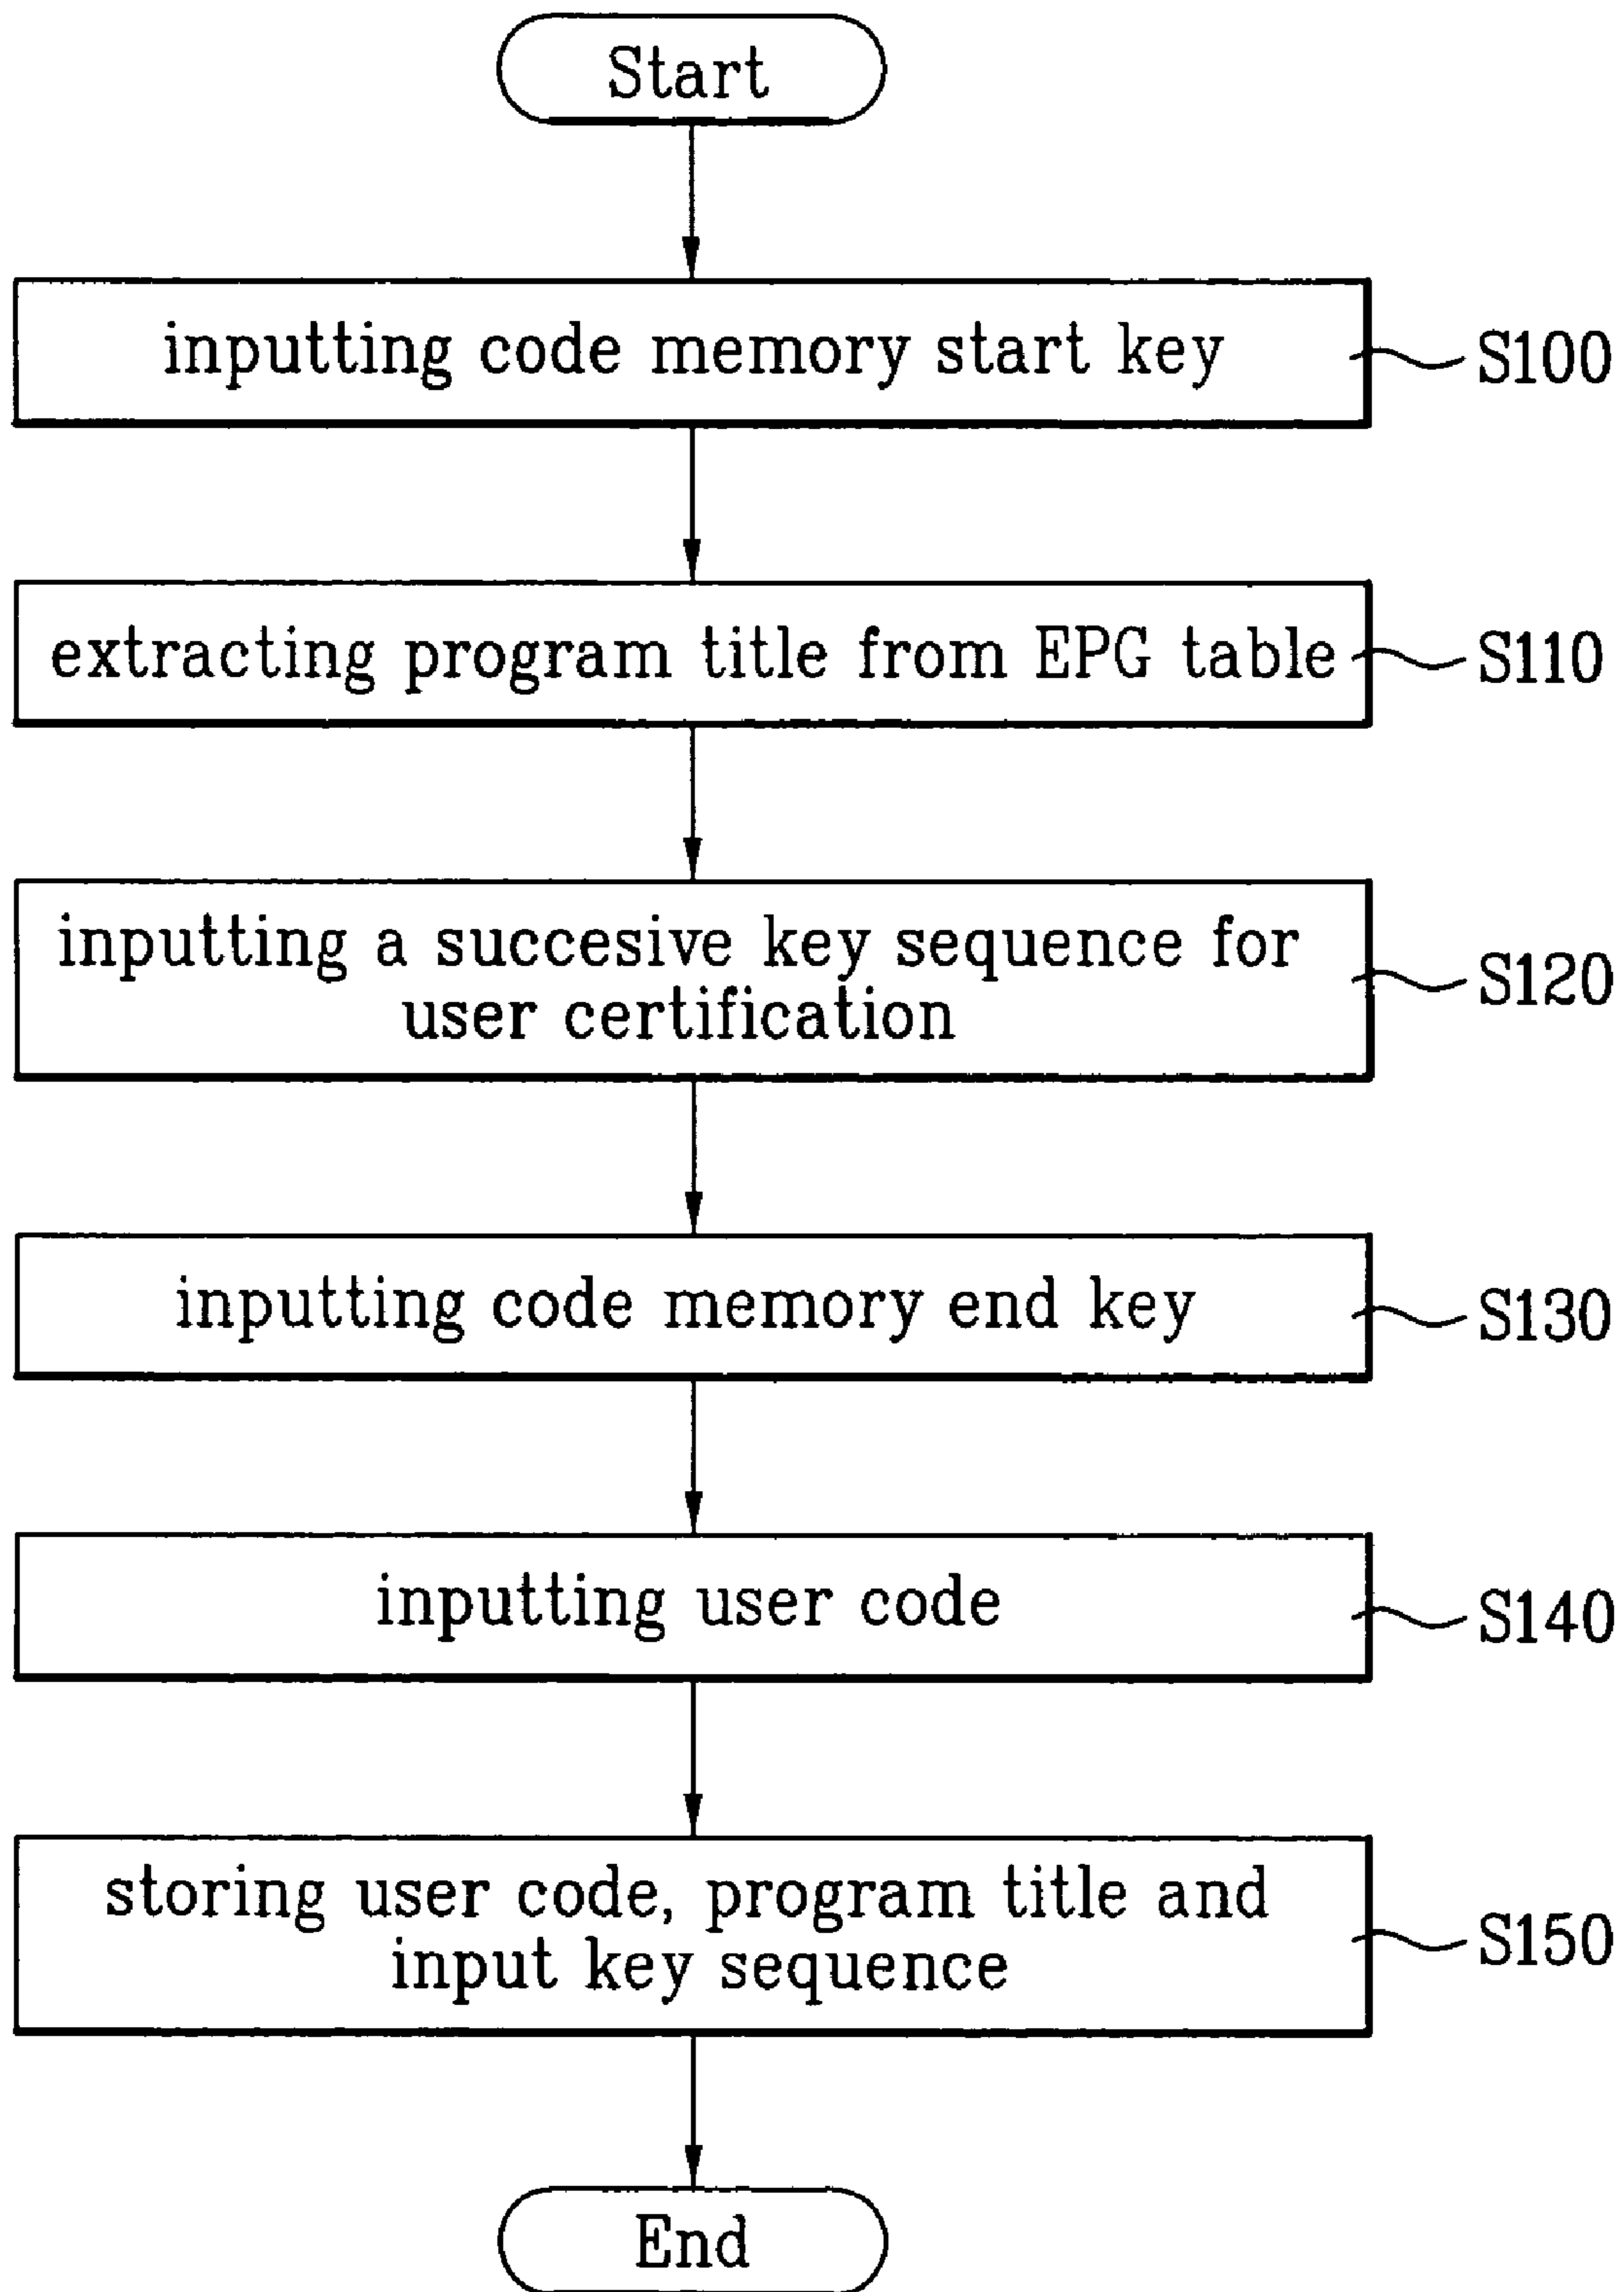 Start
inputting code memory start key
S100
extracting program title from EPG table
S110
inputting a succesive key sequence for
user certification
S120
inputting code memory end key
S130
inputting user code
S140
storing user code, program title and
input key sequence
S150
End